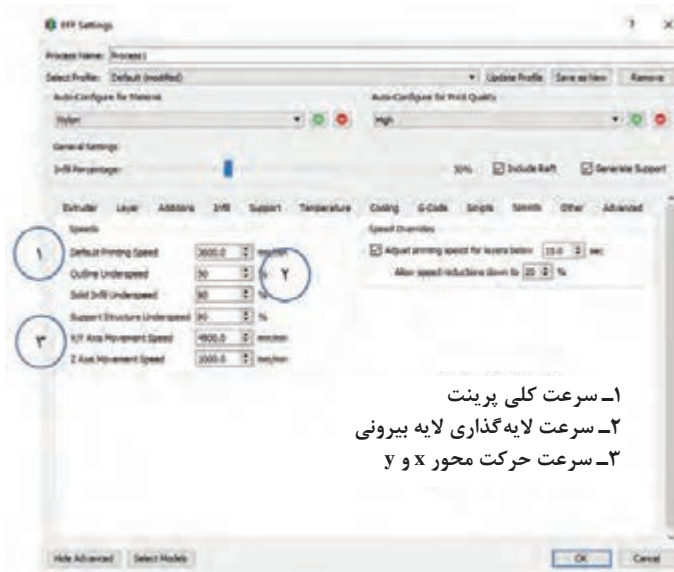 FFF Settings ? ×
Process Name: Process1
Select Profile: Default (modified) Update Profile Save as New Remove
Auto-Configure for Material Auto-Configure for Print Quality
Nylon High
General Settings
Infill Percentage: 30% Include Raft Generate Support
Extruder Layer Additions Infill Support Temperature Cooling G-Code Scripts Speeds Other Advanced
Speeds Speed Overrides
۱ Default Printing Speed 3600.0 mm/min Adjust printing speed for layers below 15.0 sec
Outline Underspeed % ۲ Allow speed reductions down to 20 %
Solid Infill Underspeed 80 %
Support Structure Underspeed %
۳ X/Y Axis Movement Speed 4800.0 mm/min
Z Axis Movement Speed 1000.0 mm/min
۱ـ سرعت کلی پرینت
۲ـ سرعت لایه‌گذاری لایه بیرونی
۳ـ سرعت حرکت محور x و y
Hide Advanced Select Models OK Cancel